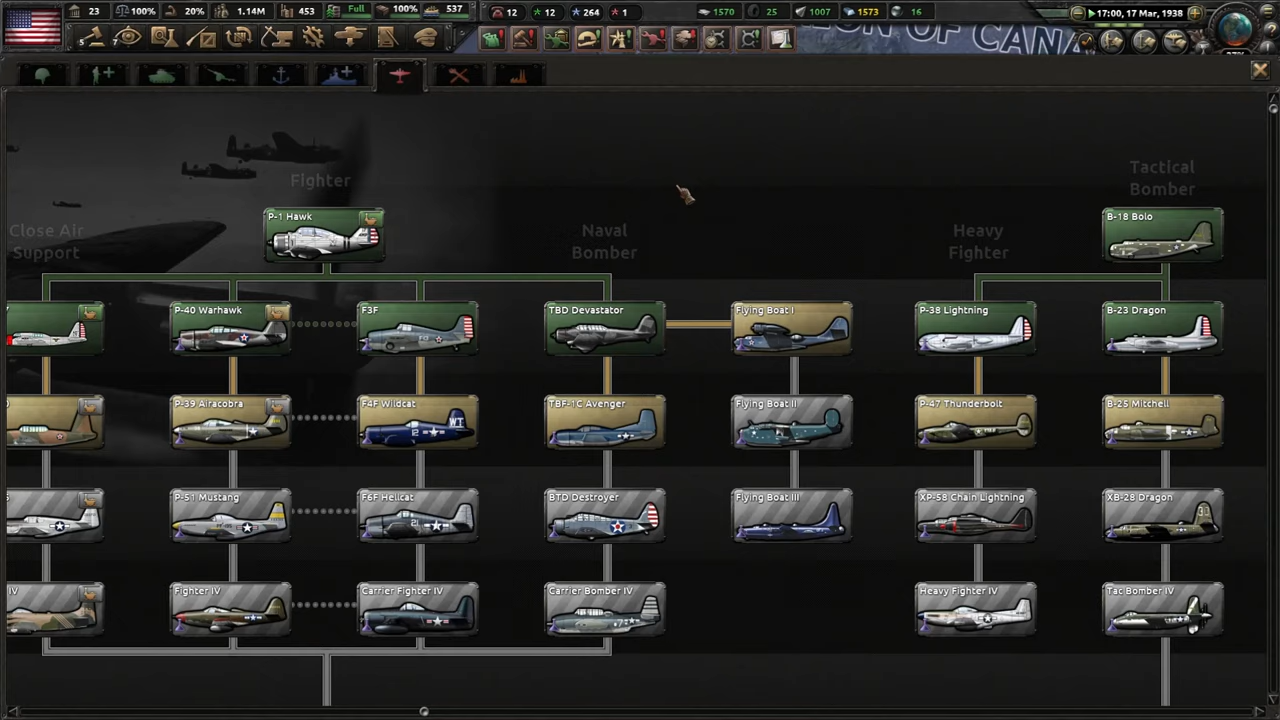 23 100% 20% 1.14M 453 Full 100% 537 12 12 264 1 1570 25 1007 1573 16 17:00, 17 Mar, 1938
ON OF CANA
Fighter
Tactical
Bomber
Close Air
Support
Naval
Bomber
Heavy
Fighter
P-1 Hawk
B-18 Bolo
P-40 Warhawk F3F TBD Devastator Flying Boat I P-38 Lightning B-23 Dragon
P-39 Airacobra F4F Wildcat TBF-1C Avenger Flying Boat II P-47 Thunderbolt B-25 Mitchell
P-51 Mustang F6F Hellcat BTD Destroyer Flying Boat III XP-58 Chain Lightning XB-28 Dragon
IV Fighter IV Carrier Fighter IV Carrier Bomber IV Heavy Fighter IV Tac Bomber IV